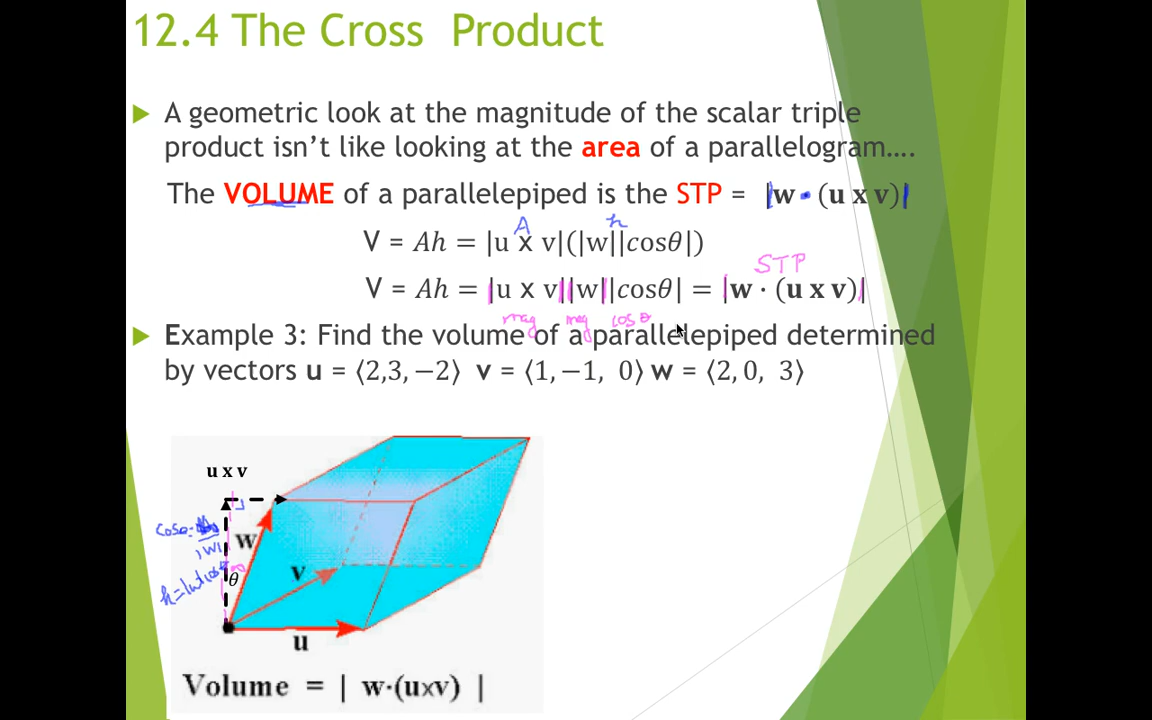 12.4 The Cross Product
A geometric look at the magnitude of the scalar triple
product isn't like looking at the area of a parallelogram….
The VOLUME of a parallelepiped is the STP = |w · (u x v)|
A h
V = Ah = |u x v|(|w||cosθ|)
STP
V = Ah = |u x v||w||cosθ| = |w · (u x v)|
mag mag cos θ
Example 3: Find the volume of a parallelepiped determined
by vectors u = ⟨2,3, −2⟩ v = ⟨1, −1, 0⟩ w = ⟨2, 0, 3⟩
u x v
cosθ=
|w|
w
h=|w|cosθ
θ
v
u
Volume = | w·(uxv) |